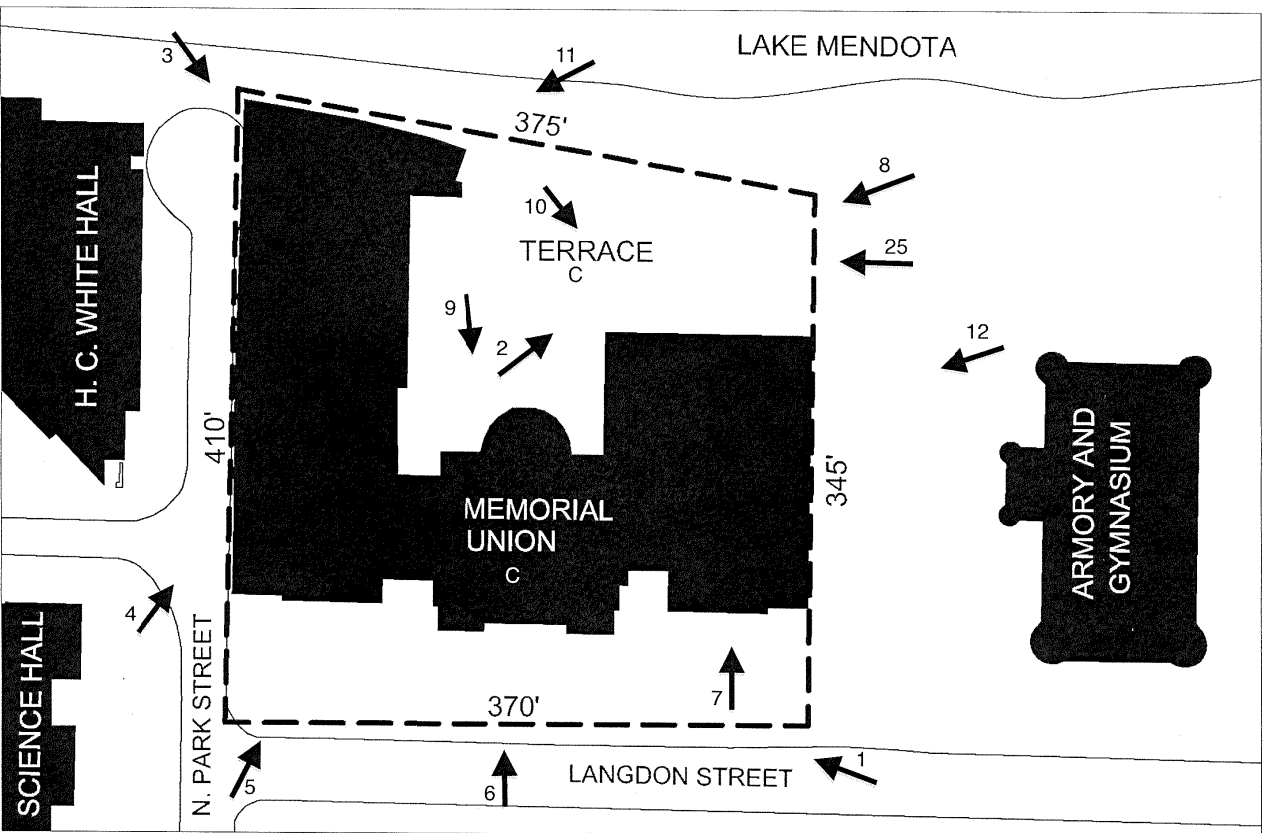 LAKE MENDOTA
3
11
375'
8
10
TERRACE
C
25
H. C. WHITE HALL
9
2
12
410'
345'
MEMORIAL
UNION
C
ARMORY AND
GYMNASIUM
4
SCIENCE HALL
N. PARK STREET
7
370'
5
6
LANGDON STREET
1